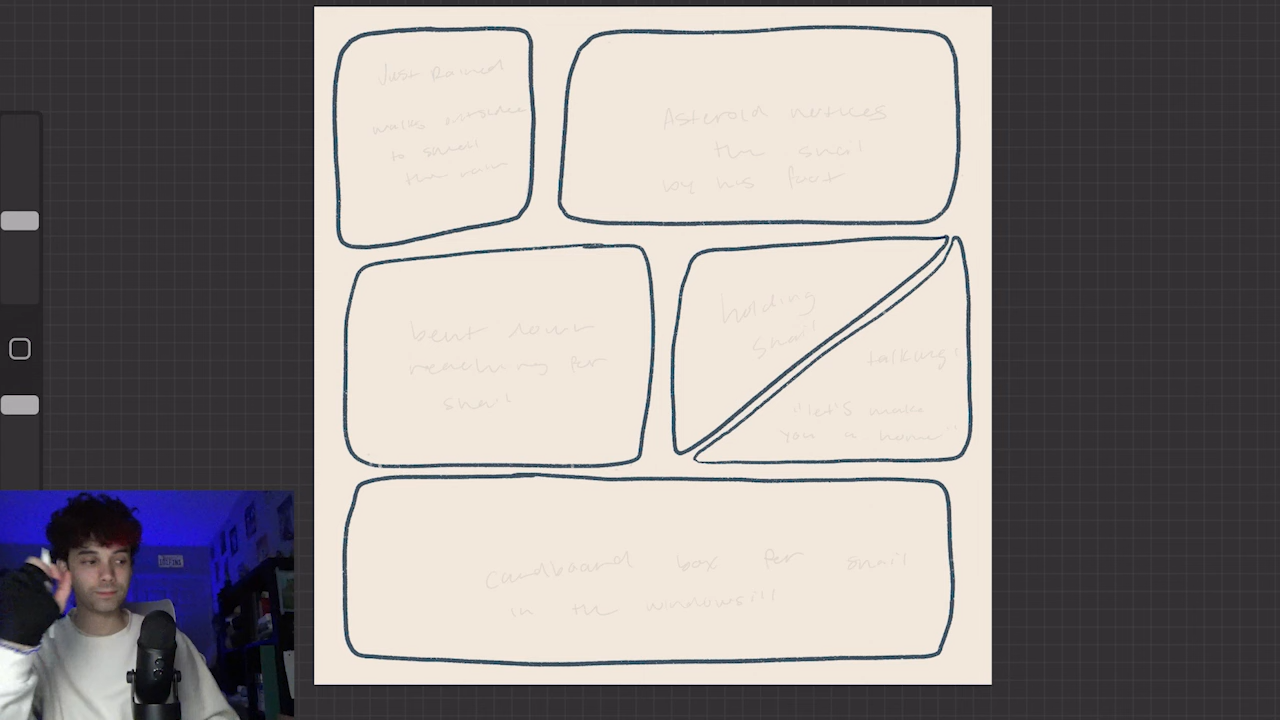 Just Rained
walks outside
to smell
the rain
Asteroid notices
the snail
by his foot
bent down
reaching for
snail
holding
snail
talking:
"let's make
you a home"
Cardboard box for snail
in the windowsill